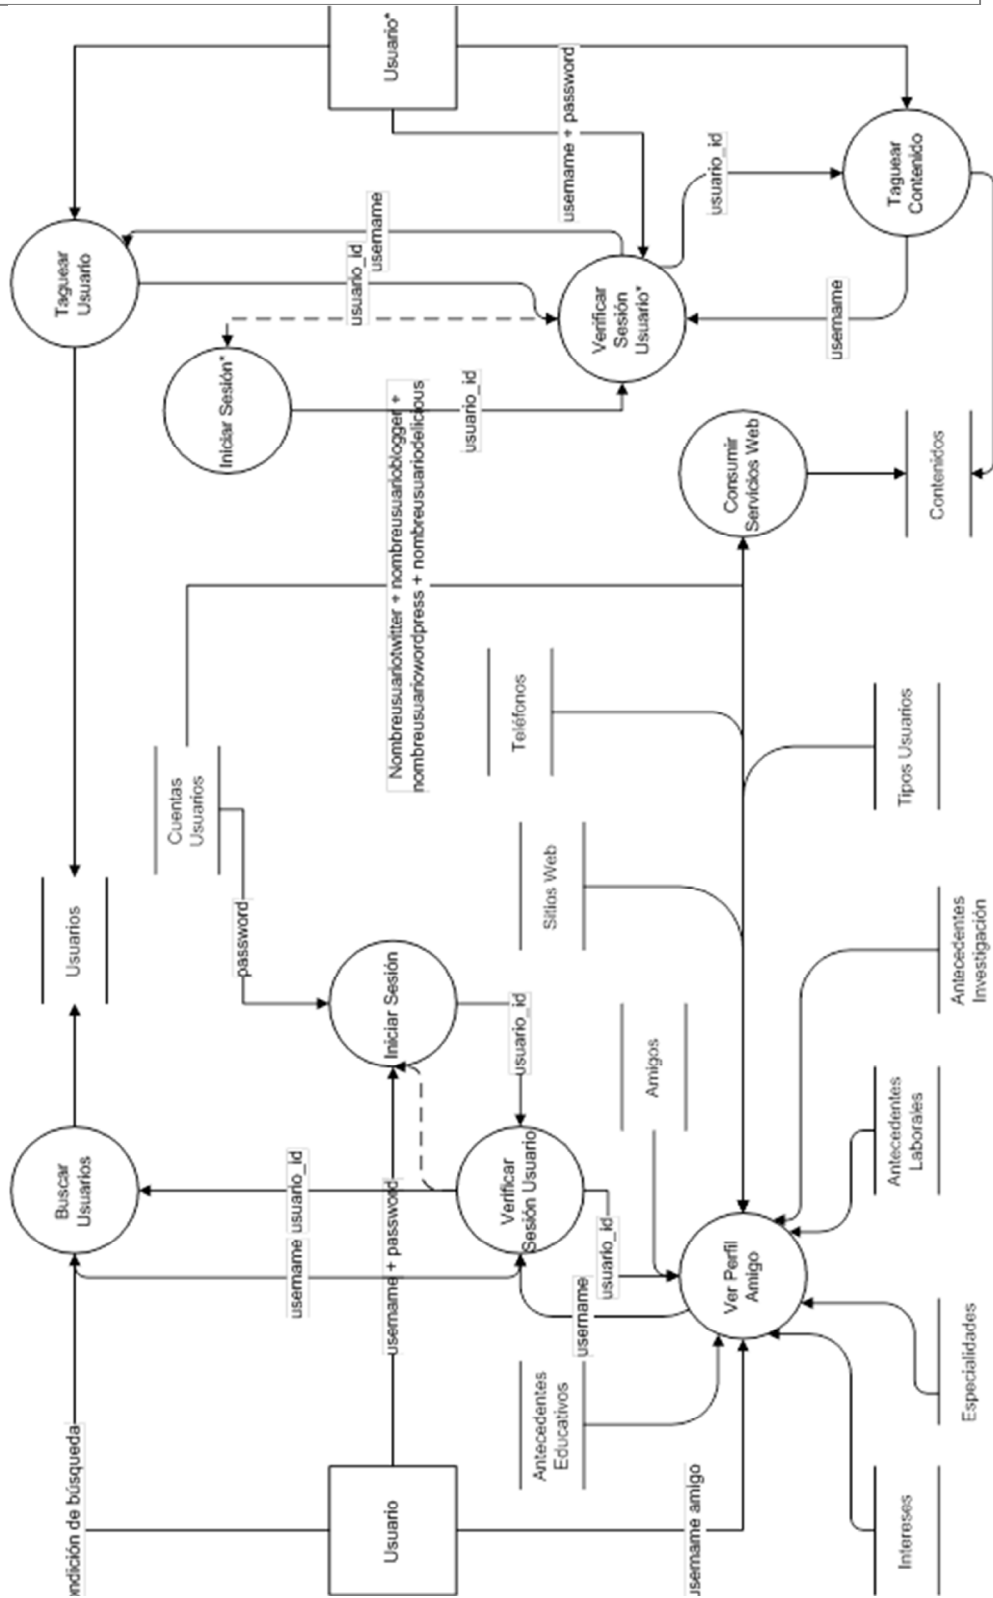 ndición de búsqueda
Buscar
Usuarios
Usuarios
Taguear
Usuario
Cuentas
Usuarios
Iniciar Sesión*
password
username
usuario_id
usuario_id
username
Usuario
username + password
Iniciar Sesión
Nombreusuariotwitter + nombreusuarioblogger +
nombreusuariowordpress + nombreusuariodelicious
Usuario*
usuario_id
usuario_id
Verificar
Sesión Usuario
Teléfonos
Antecedentes
Educativos
Sitios Web
username
usuario_id
username + password
Verificar
Sesión
Usuario*
Amigos
username amigo
usuario_id
Ver Perfil
Amigo
Consumir
Servicios Web
username
Intereses
Antecedentes
Laborales
Tipos Usuarios
Contenidos
Taguear
Contenido
Especialidades
Antecedentes
Investigación